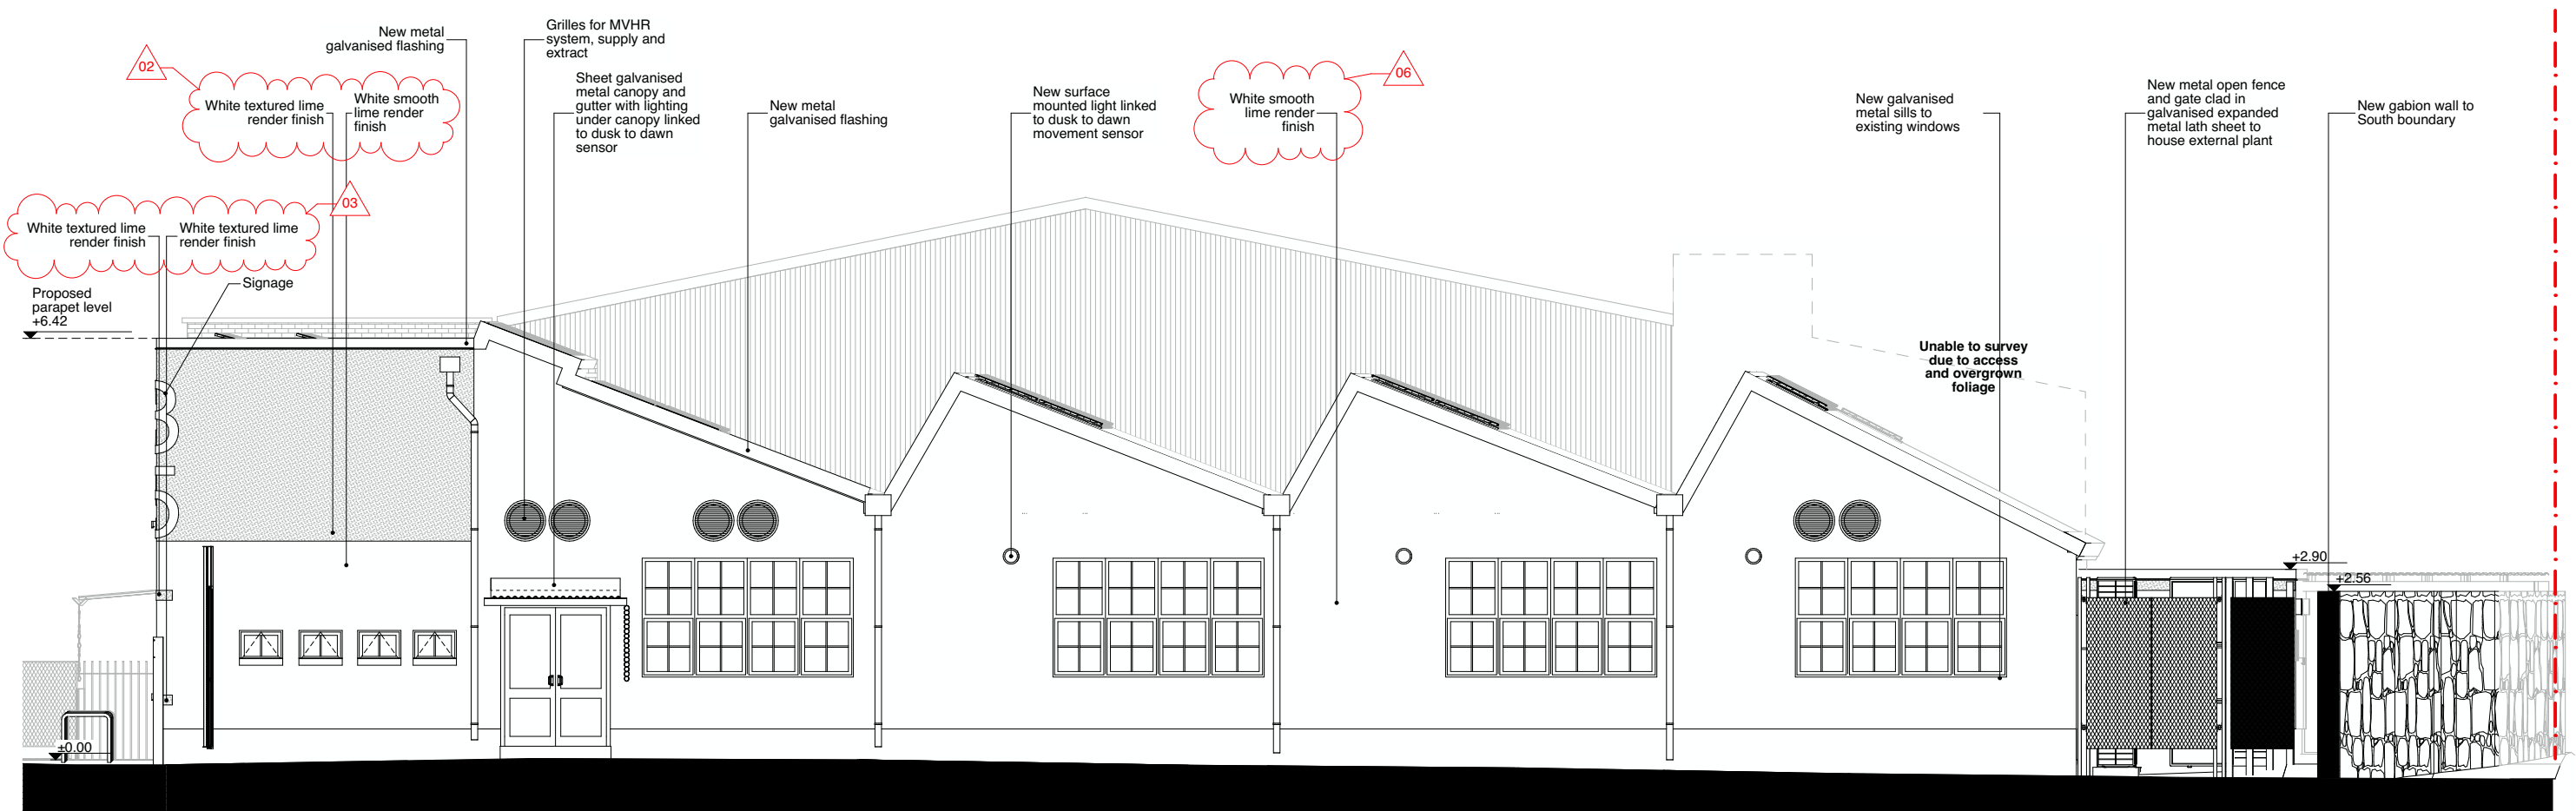 New metal
galvanised flashing
Grilles for MVHR
system, supply and
extract
02
White textured lime
render finish
White smooth
lime render
finish
Sheet galvanised
metal canopy and
gutter with lighting
under canopy linked
to dusk to dawn
sensor
New metal
galvanised flashing
New surface
mounted light linked
to dusk to dawn
movement sensor
06
White smooth
lime render
finish
New galvanised
metal sills to
existing windows
New metal open fence
and gate clad in
galvanised expanded
metal lath sheet to
house external plant
New gabion wall to
South boundary
03
White textured lime
render finish
White textured lime
render finish
Signage
Proposed
parapet level
+6.42
Unable to survey
due to access
and overgrown
foliage
+2.90
+2.56
±0.00